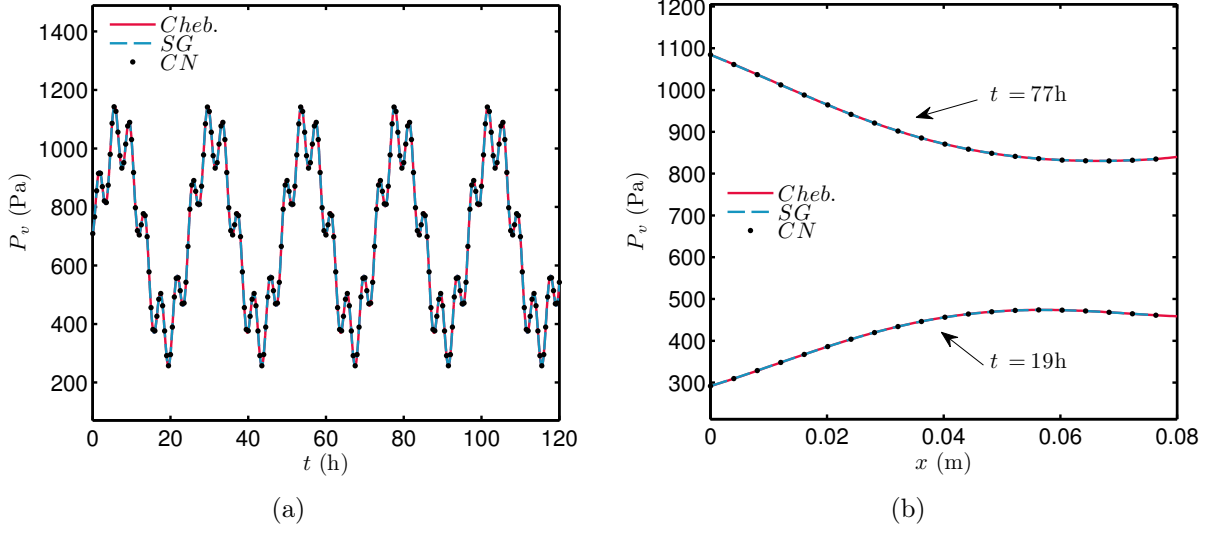 1400
1200
1000
800
600
400
200
P_v (Pa)
Cheb.
SG
CN
0 20 40 60 80 100 120
t (h)
(a)
1200
1100
1000
900
800
700
600
500
400
300
P_v (Pa)
t = 77h
Cheb.
SG
CN
t = 19h
0 0.02 0.04 0.06 0.08
x (m)
(b)